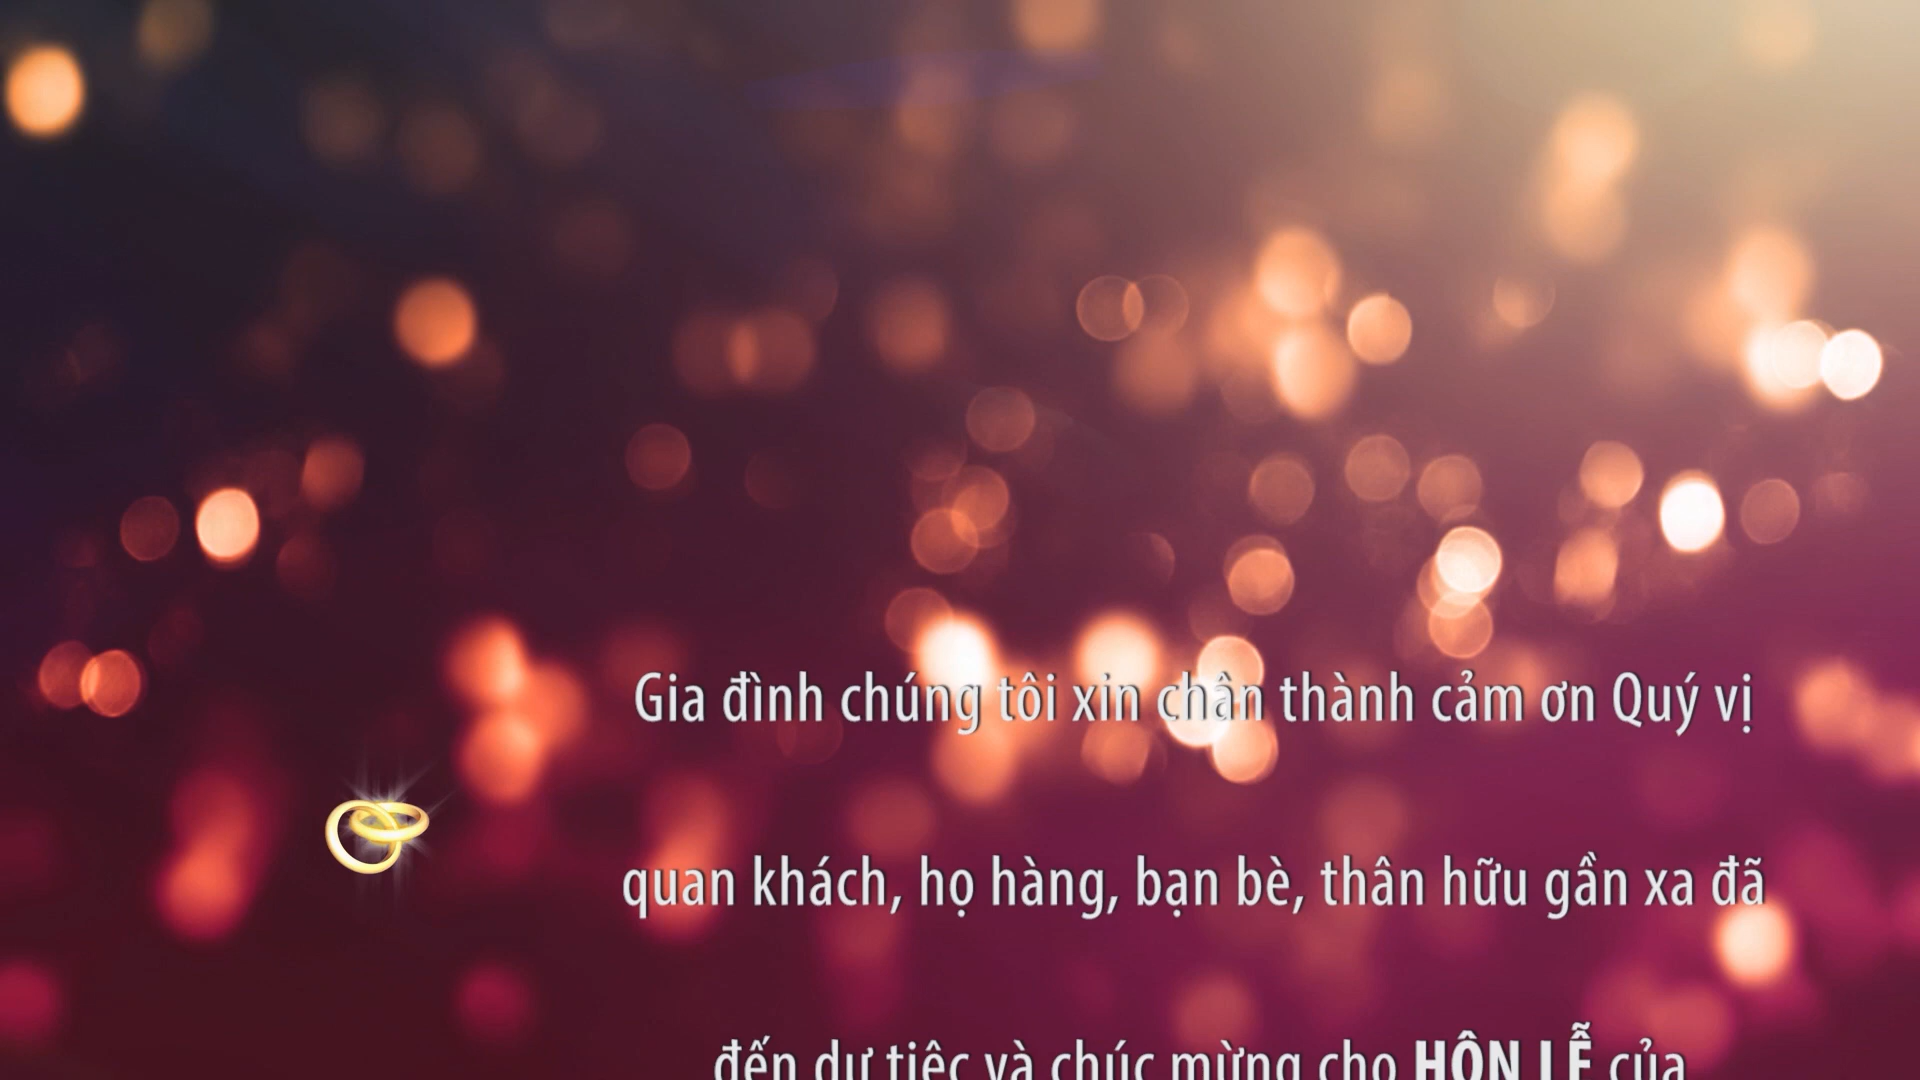 Gia đình chúng tôi xin chân thành cảm ơn Quý vị
quan khách, họ hàng, bạn bè, thân hữu gần xa đã
đến dự tiệc và chúc mừng cho HÔN LỄ của